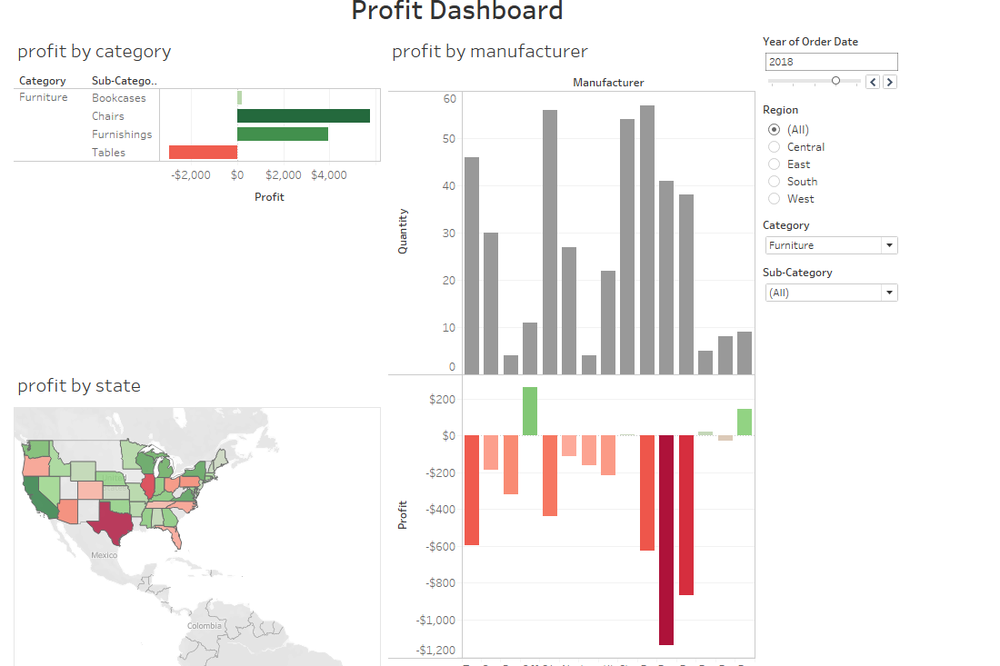 Profit Dashboard
profit by category
Category Sub-Catego..
Furniture Bookcases
Chairs
Furnishings
Tables
-$2,000 $0 $2,000 $4,000
Profit
profit by state
Mexico
Colombia
profit by manufacturer
Manufacturer
60
50
40
30
20
10
0
Quantity
$200
$0
-$200
-$400
-$600
-$800
-$1,000
-$1,200
Profit
Year of Order Date
2018
Region
(All)
Central
East
South
West
Category
Furniture
Sub-Category
(All)